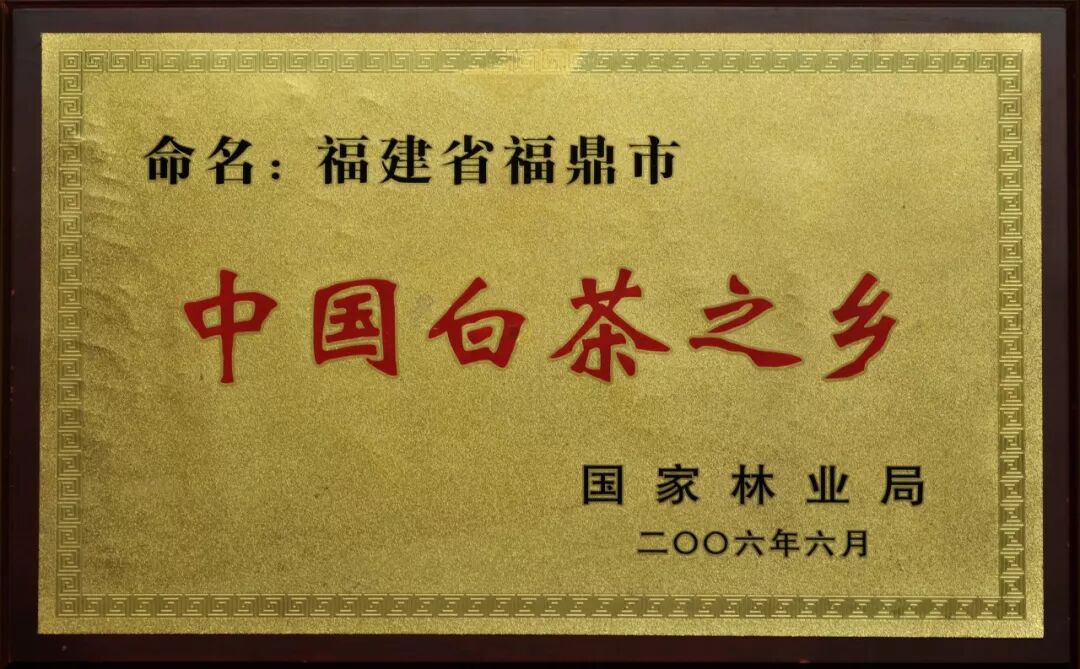 命名：福建省福鼎市
中国白茶之乡
国家林业局
二〇〇六年六月